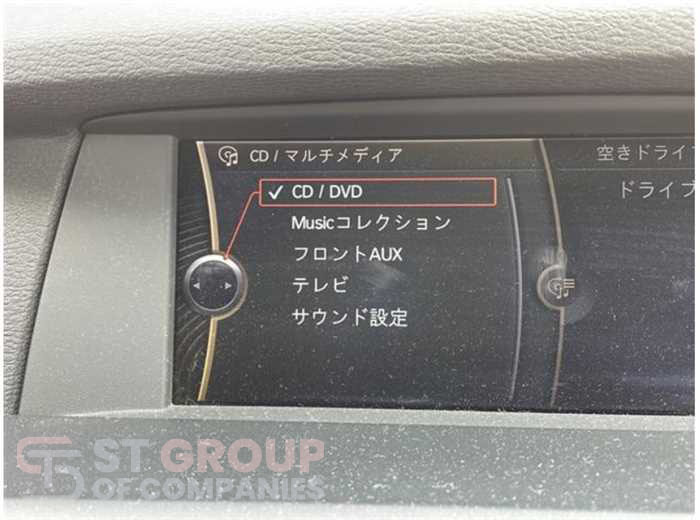 CD / マルチメディア
空きドライ
CD / DVD
ドライブ
Musicコレクション
フロントAUX
テレビ
サウンド設定
ST GROUP
OF COMPANIES